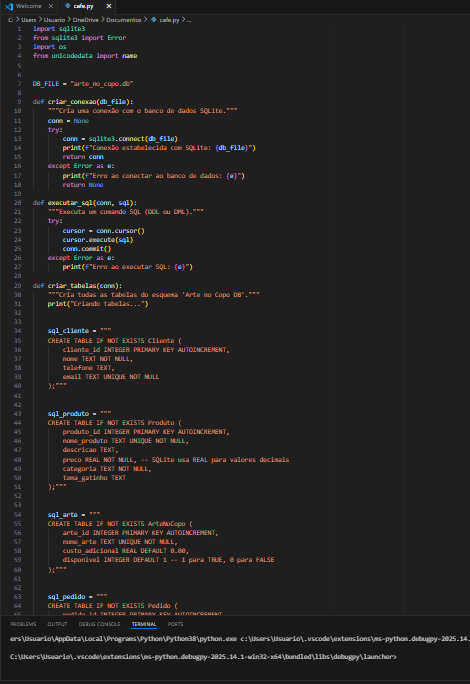 Welcome
cafe.py
C: > Users > Usuario > OneDrive > Documentos > cafe.py > ...
1 import sqlite3
2 from sqlite3 import Error
3 import os
4 from unicodedata import name
5
6
7 DB_FILE = "arte_no_copo.db"
8
9 def criar_conexao(db_file):
10 """Cria uma conexão com o banco de dados SQLite."""
11 conn = None
12 try:
13 conn = sqlite3.connect(db_file)
14 print(f"Conexão estabelecida com SQLite: {db_file}")
15 return conn
16 except Error as e:
17 print(f"Erro ao conectar ao banco de dados: {e}")
18 return None
19
20 def executar_sql(conn, sql):
21 """Executa um comando SQL (DDL ou DML)."""
22 try:
23 cursor = conn.cursor()
24 cursor.execute(sql)
25 conn.commit()
26 except Error as e:
27 print(f"Erro ao executar SQL: {e}")
28
29 def criar_tabelas(conn):
30 """Cria todas as tabelas do esquema 'Arte no Copo DB'."""
31 print("Criando tabelas...")
32
33
34 sql_cliente = """
35 CREATE TABLE IF NOT EXISTS Cliente (
36 cliente_id INTEGER PRIMARY KEY AUTOINCREMENT,
37 nome TEXT NOT NULL,
38 telefone TEXT,
39 email TEXT UNIQUE NOT NULL
40 );"""
41
42
43 sql_produto = """
44 CREATE TABLE IF NOT EXISTS Produto (
45 produto_id INTEGER PRIMARY KEY AUTOINCREMENT,
46 nome_produto TEXT UNIQUE NOT NULL,
47 descricao TEXT,
48 preco REAL NOT NULL, -- SQLite usa REAL para valores decimais
49 categoria TEXT NOT NULL,
50 tema_gatinho TEXT
51 );"""
52
53
54 sql_arte = """
55 CREATE TABLE IF NOT EXISTS ArteNoCopo (
56 arte_id INTEGER PRIMARY KEY AUTOINCREMENT,
57 nome_arte TEXT UNIQUE NOT NULL,
58 custo_adicional REAL DEFAULT 0.00,
59 disponivel INTEGER DEFAULT 1 -- 1 para TRUE, 0 para FALSE
60 );"""
61
62
63 sql_pedido = """
64 CREATE TABLE IF NOT EXISTS Pedido (
65 pedido_id INTEGER PRIMARY KEY AUTOINCREMENT,
PROBLEMS OUTPUT DEBUG CONSOLE TERMINAL PORTS
ers\Usuario\AppData\Local\Programs\Python\Python38\python.exe c:\Users\Usuario\.vscode\extensions\ms-python.debugpy-2025.14.
C:\Users\Usuario\.vscode\extensions\ms-python.debugpy-2025.14.1-win32-x64\bundled\libs\debugpy\launcher>